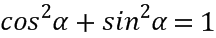 cos²α + sin²α = 1